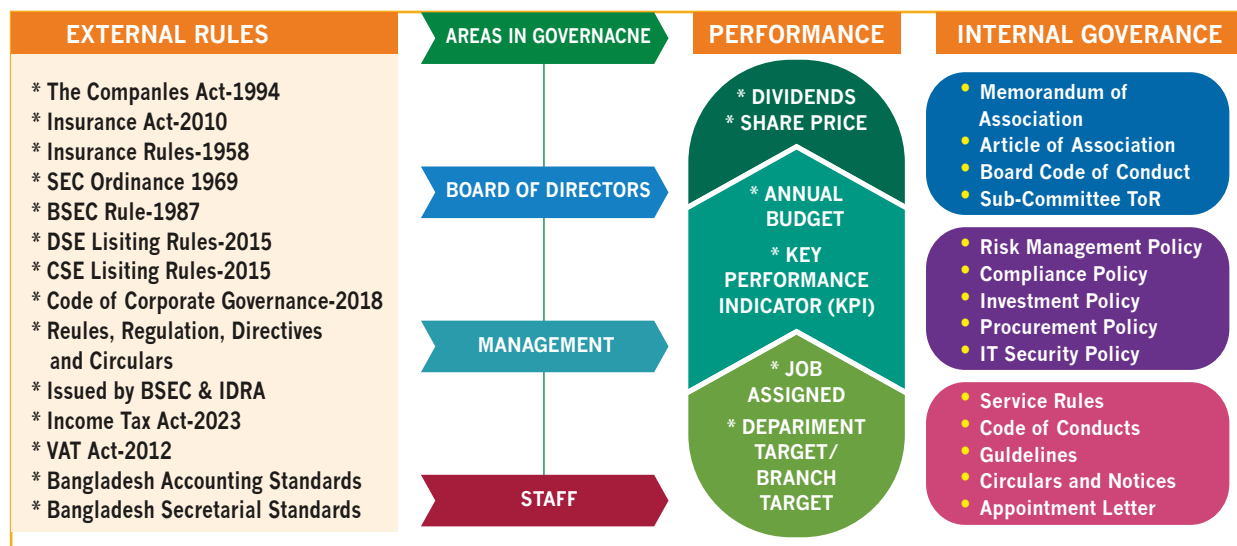 EXTERNAL RULES
* The Companles Act-1994
* Insurance Act-2010
* Insurance Rules-1958
* SEC Ordinance 1969
* BSEC Rule-1987
* DSE Lisiting Rules-2015
* CSE Lisiting Rules-2015
* Code of Corporate Governance-2018
* Reules, Regulation, Directives
and Circulars
* Issued by BSEC & IDRA
* Income Tax Act-2023
* VAT Act-2012
* Bangladesh Accounting Standards
* Bangladesh Secretarial Standards
AREAS IN GOVERNACNE
BOARD OF DIRECTORS
MANAGEMENT
STAFF
PERFORMANCE
* DIVIDENDS
* SHARE PRICE
* ANNUAL
BUDGET
* KEY
PERFORMANCE
INDICATOR (KPI)
* JOB
ASSIGNED
* DEPARIMENT
TARGET/
BRANCH
TARGET
INTERNAL GOVERANCE
• Memorandum of
Association
• Article of Association
• Board Code of Conduct
• Sub-Committee ToR
• Risk Management Policy
• Compliance Policy
• Investment Policy
• Procurement Policy
• IT Security Policy
• Service Rules
• Code of Conducts
• Guldelines
• Circulars and Notices
• Appointment Letter